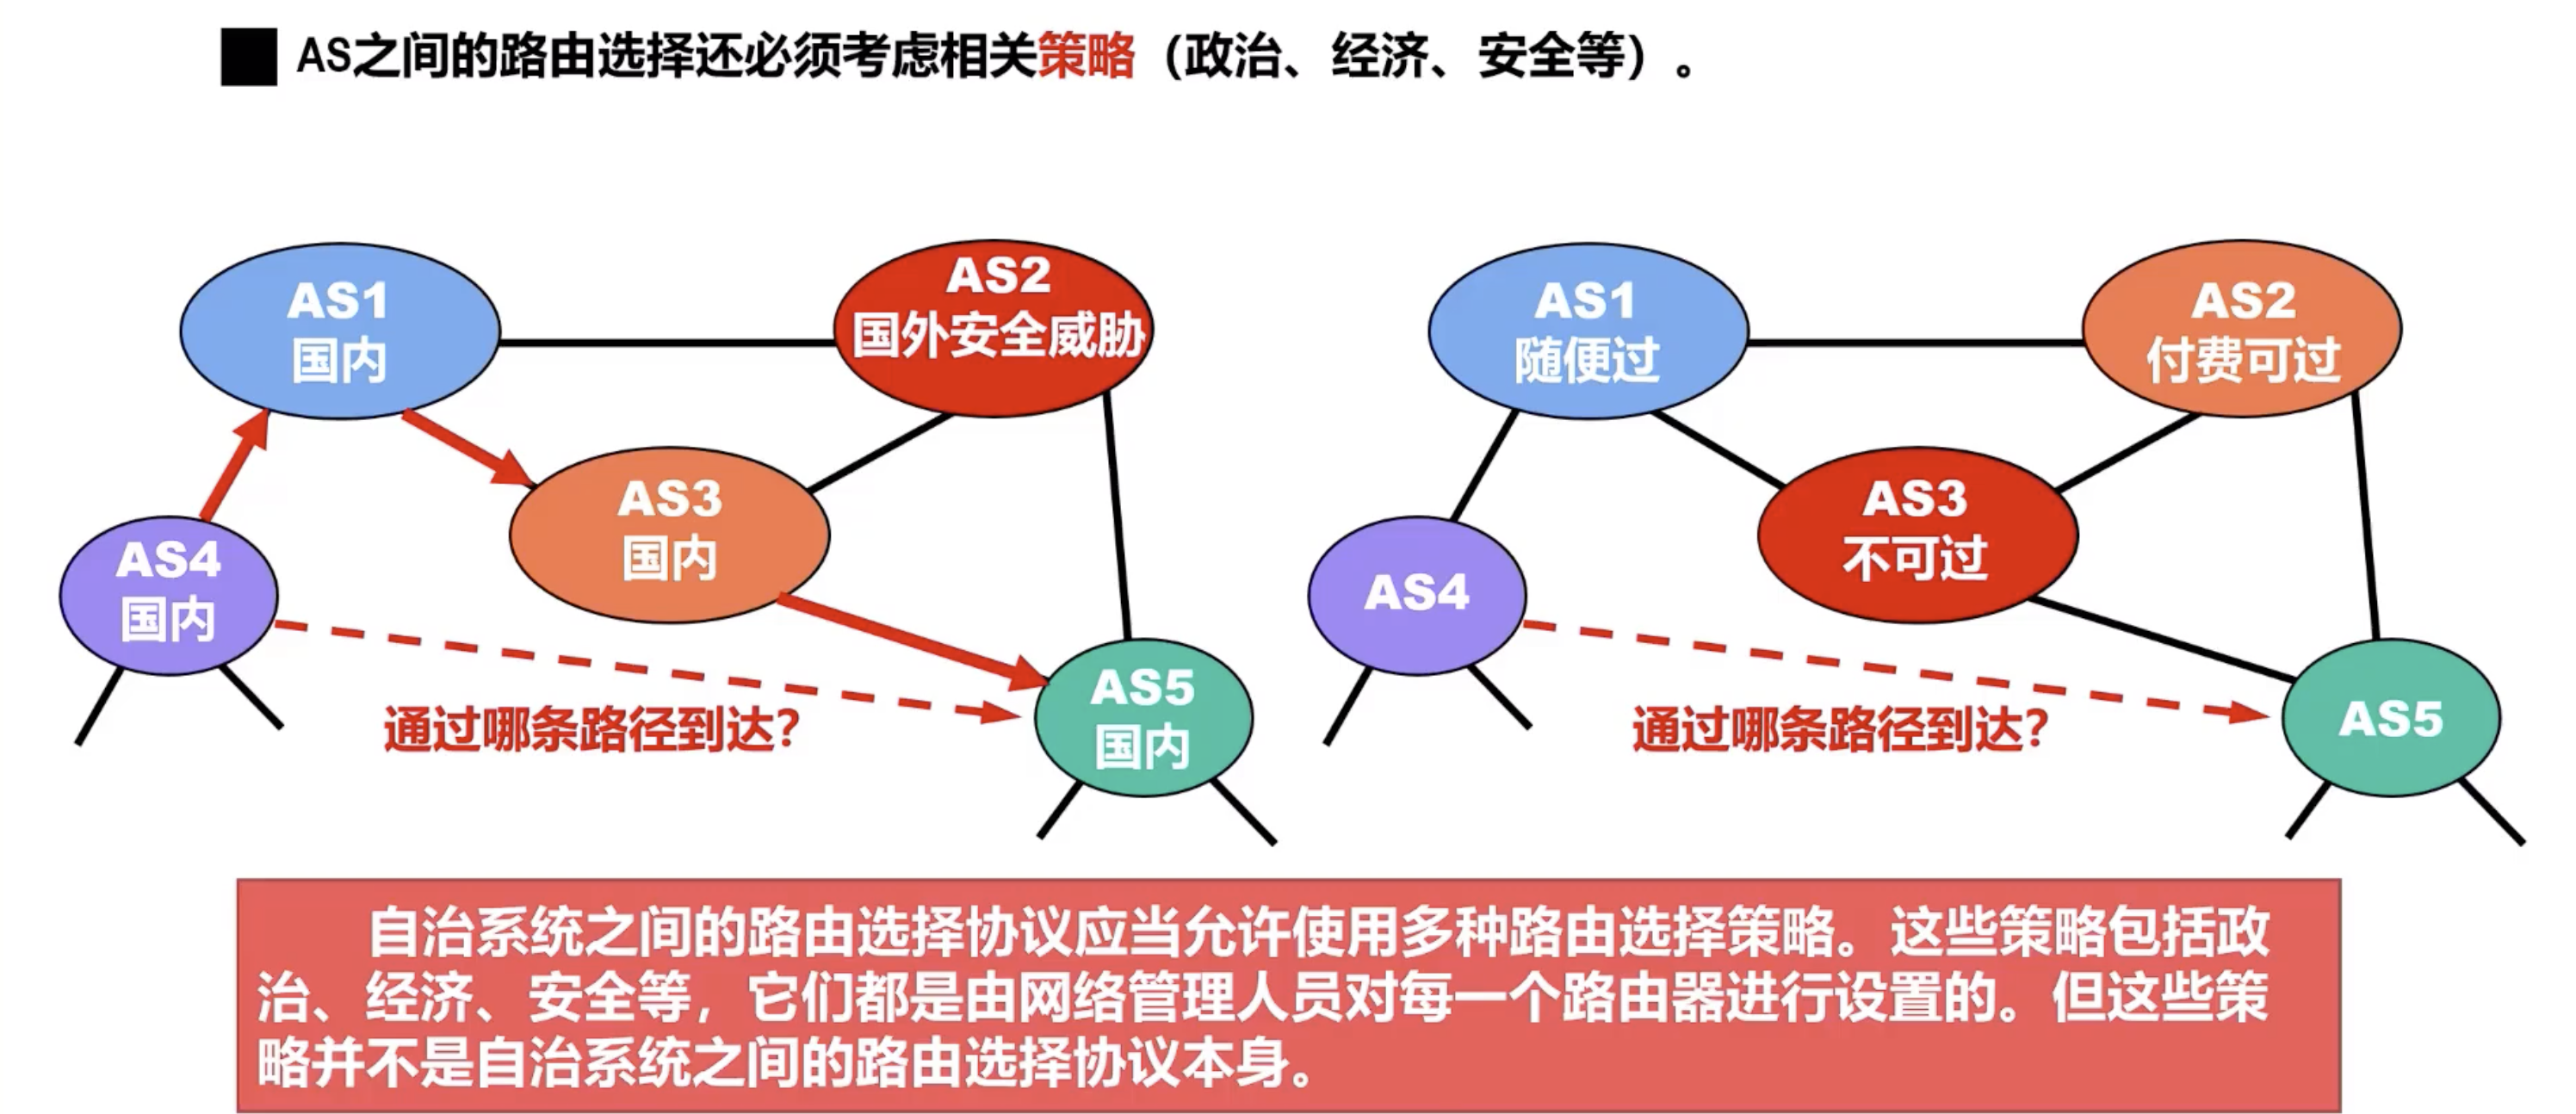 AS之间的路由选择还必须考虑相关策略（政治、经济、安全等）。
AS1
国内
AS2
国外安全威胁
AS3
国内
AS4
国内
AS5
国内
通过哪条路径到达？
AS1
随便过
AS2
付费可过
AS3
不可过
AS4
AS5
通过哪条路径到达？
自治系统之间的路由选择协议应当允许使用多种路由选择策略。这些策略包括政
治、经济、安全等，它们都是由网络管理人员对每一个路由器进行设置的。但这些策
略并不是自治系统之间的路由选择协议本身。